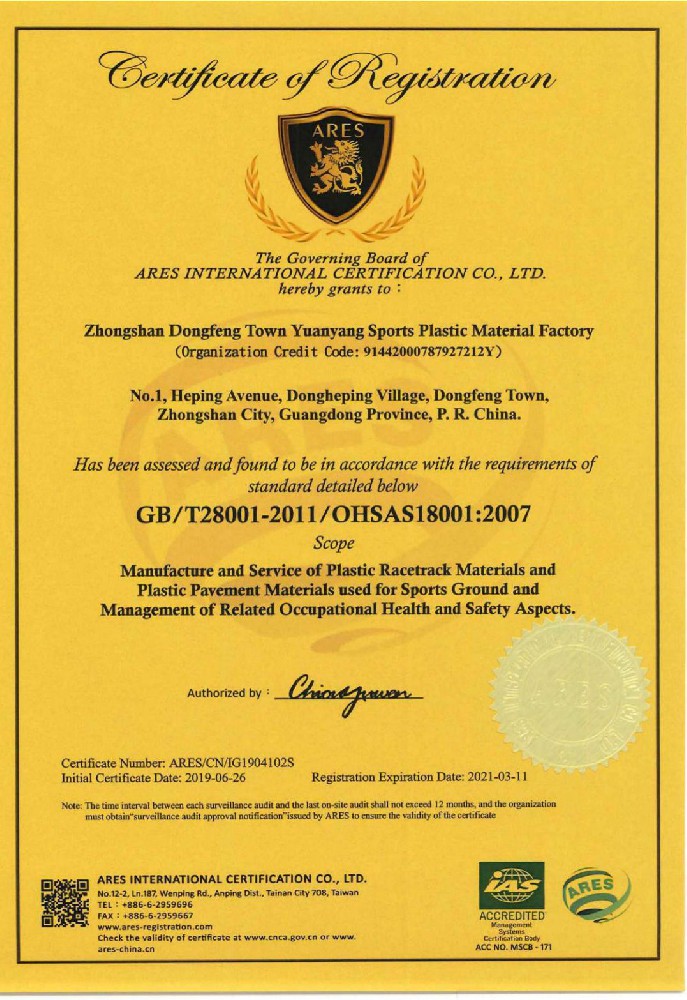 Certificate of Registration
ARES
The Governing Board of
ARES INTERNATIONAL CERTIFICATION CO., LTD.
hereby grants to :
Zhongshan Dongfeng Town Yuanyang Sports Plastic Material Factory
(Organization Credit Code: 91442000787927212Y)
No.1, Heping Avenue, Dongheping Village, Dongfeng Town,
Zhongshan City, Guangdong Province, P. R. China.
Has been assessed and found to be in accordance with the requirements of
standard detailed below
GB/T28001-2011/OHSAS18001:2007
Scope
Manufacture and Service of Plastic Racetrack Materials and
Plastic Pavement Materials used for Sports Ground and
Management of Related Occupational Health and Safety Aspects.
Authorized by :
Certificate Number: ARES/CN/IG1904102S
Initial Certificate Date: 2019-06-26
Registration Expiration Date: 2021-03-11
Note: The time interval between each surveillance audit and the last on-site audit shall not exceed 12 months, and the organization
must obtain"surveillance audit approval notification"issued by ARES to ensure the validity of the certificate
ARES INTERNATIONAL CERTIFICATION CO., LTD.
No.12-2, Ln.187, Wenping Rd., Anping Dist., Tainan City 708, Taiwan
TEL : +886-6-2959696
FAX : +886-6-2959667
www.ares-registration.com
Check the validity of certificate at www.cnca.gov.cn or www.
ares-china.cn
IAS
ACCREDITED
Management
Systems
Certification Body
ACC NO. MSCB - 171
ARES